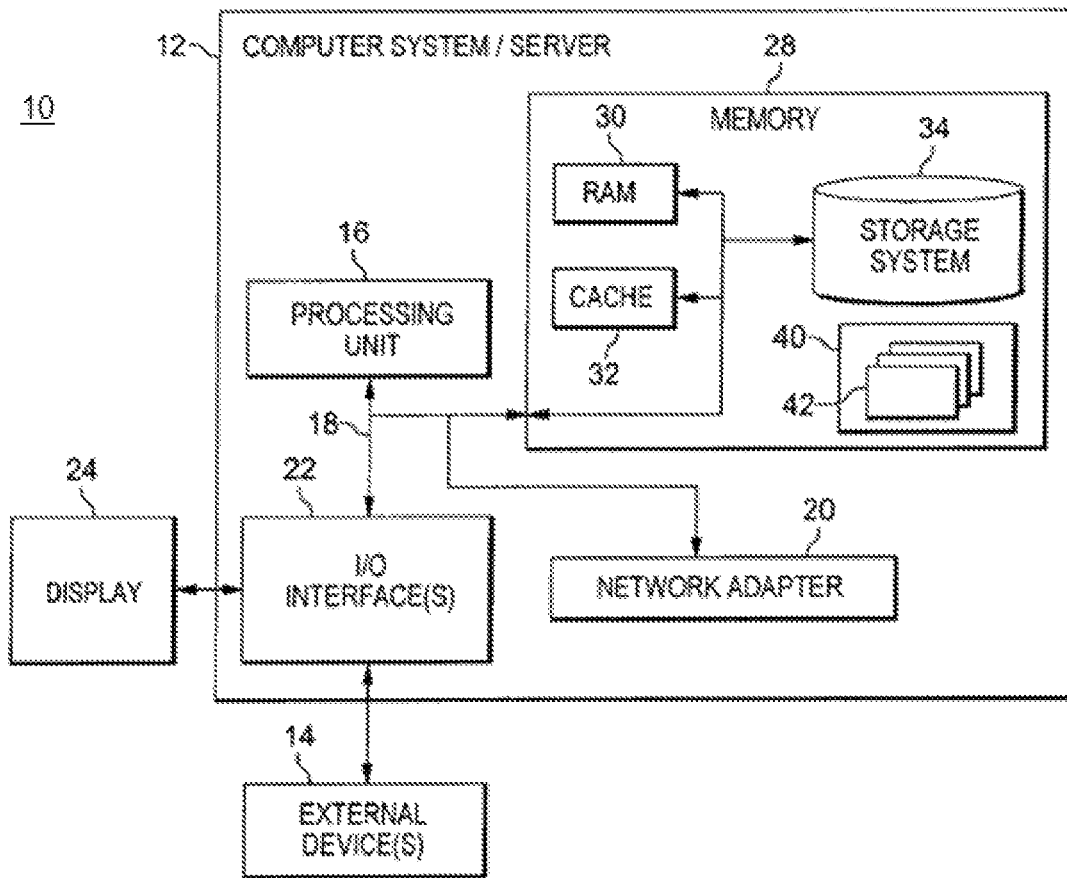 12
COMPUTER SYSTEM / SERVER
28
10
MEMORY
30
34
RAM
STORAGE
SYSTEM
16
CACHE
PROCESSING
UNIT
32
40
42
18
24
22
20
I/O
INTERFACE(S)
DISPLAY
NETWORK ADAPTER
14
EXTERNAL
DEVICE(S)